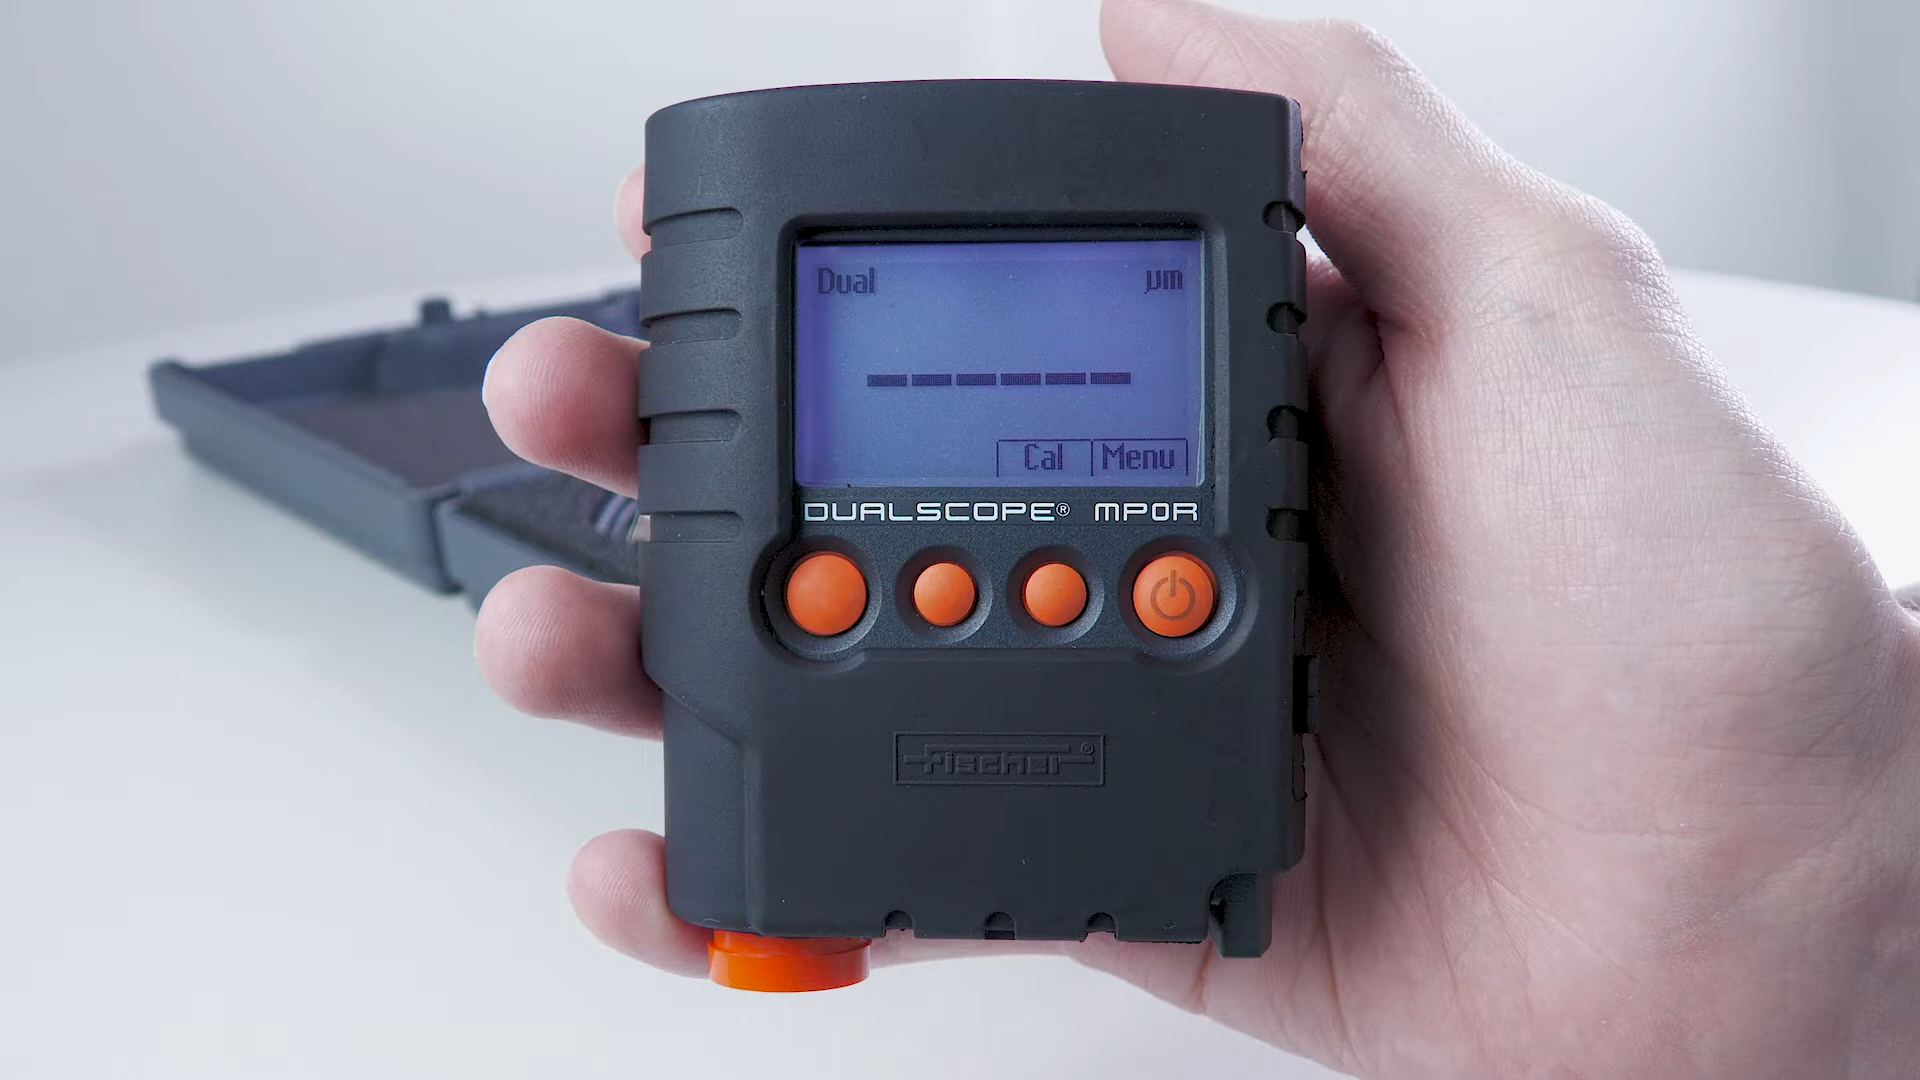 Dual µm
------
Cal Menu
DUALSCOPE® MP0R
fischer®